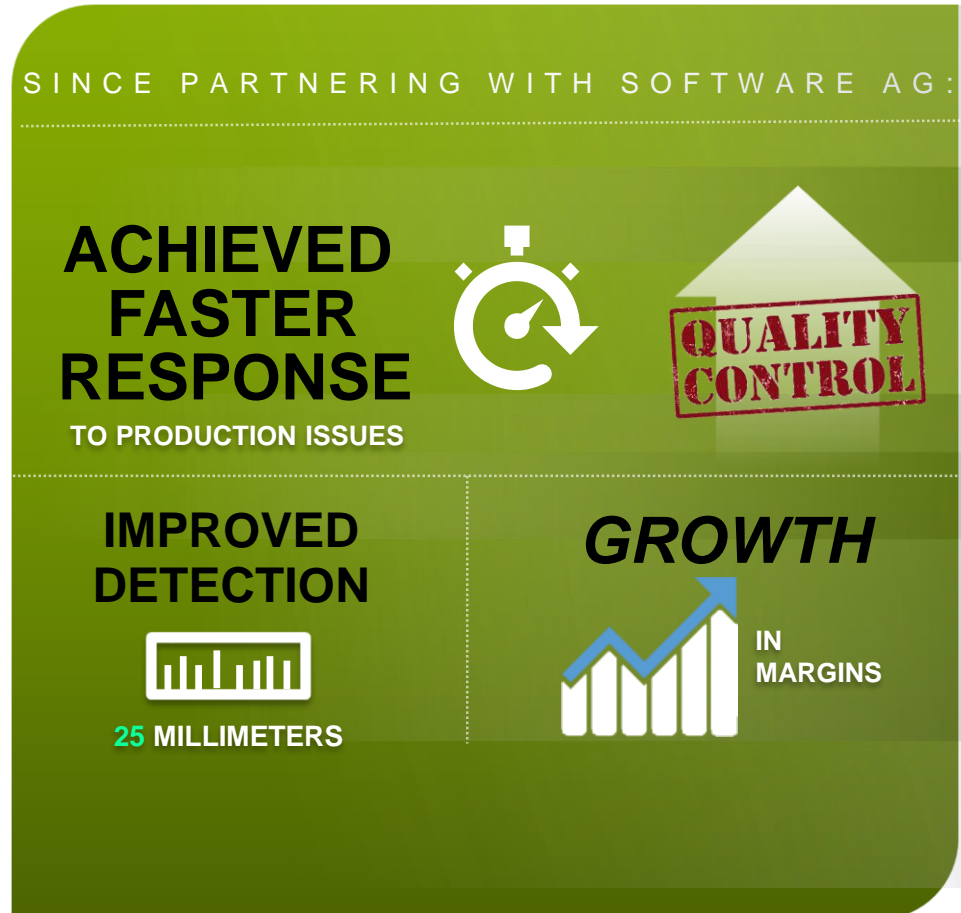 SINCE PARTNERING WITH SOFTWARE AG:
ACHIEVED
FASTER
RESPONSE
TO PRODUCTION ISSUES
QUALITY
CONTROL
IMPROVED
DETECTION
25 MILLIMETERS
GROWTH
IN
MARGINS